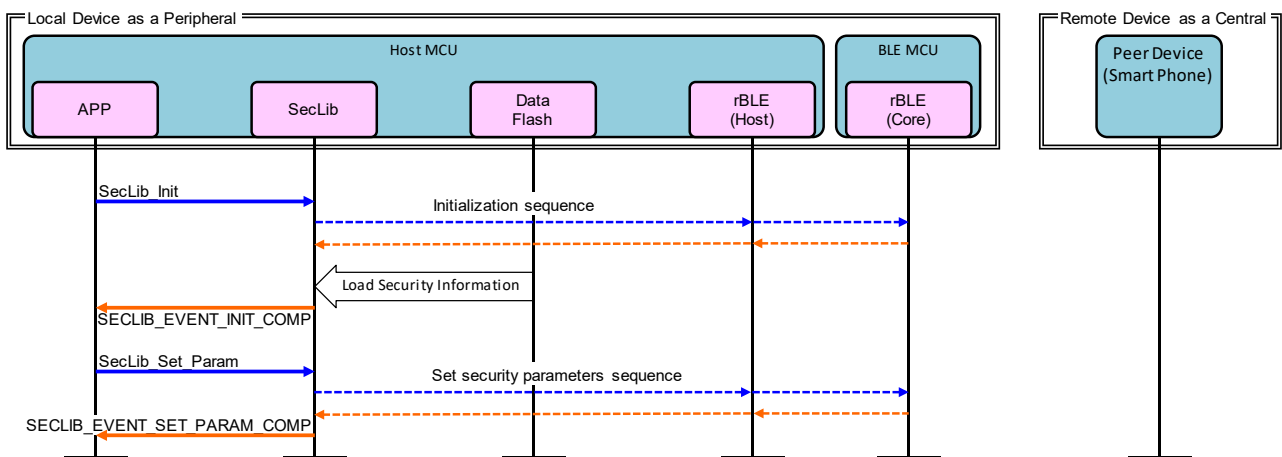 Local Device as a Peripheral
Remote Device as a Central
Host MCU
BLE MCU
Peer Device
(Smart Phone)
APP
SecLib
Data
Flash
rBLE
(Host)
rBLE
(Core)
SecLib_Init
Initialization sequence
Load Security Information
SECLIB_EVENT_INIT_COMP
SecLib_Set_Param
Set security parameters sequence
SECLIB_EVENT_SET_PARAM_COMP